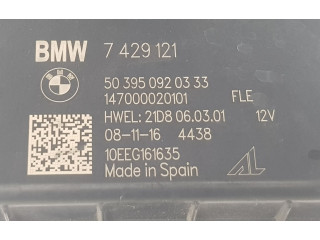 BMW 7 429 121
50 395 092 03 33
147000020101 FLE
HWEL: 21D8 06.03.01 12V
08-11-16 4438
10EEG161635
Made in Spain